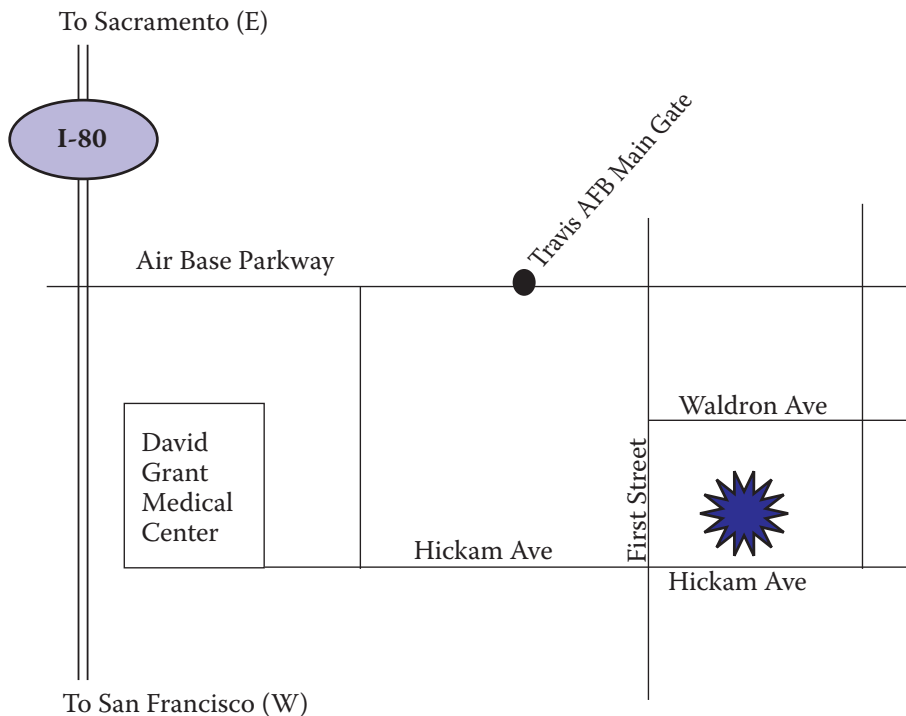 To Sacramento (E)
I-80
Travis AFB Main Gate
Air Base Parkway
Waldron Ave
David
Grant
Medical
Center
First Street
Hickam Ave
Hickam Ave
To San Francisco (W)